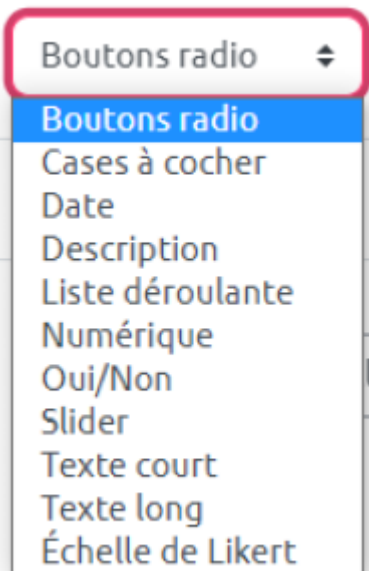 Boutons radio
Boutons radio
Cases à cocher
Date
Description
Liste déroulante
Numérique
Oui/Non
Slider
Texte court
Texte long
Échelle de Likert